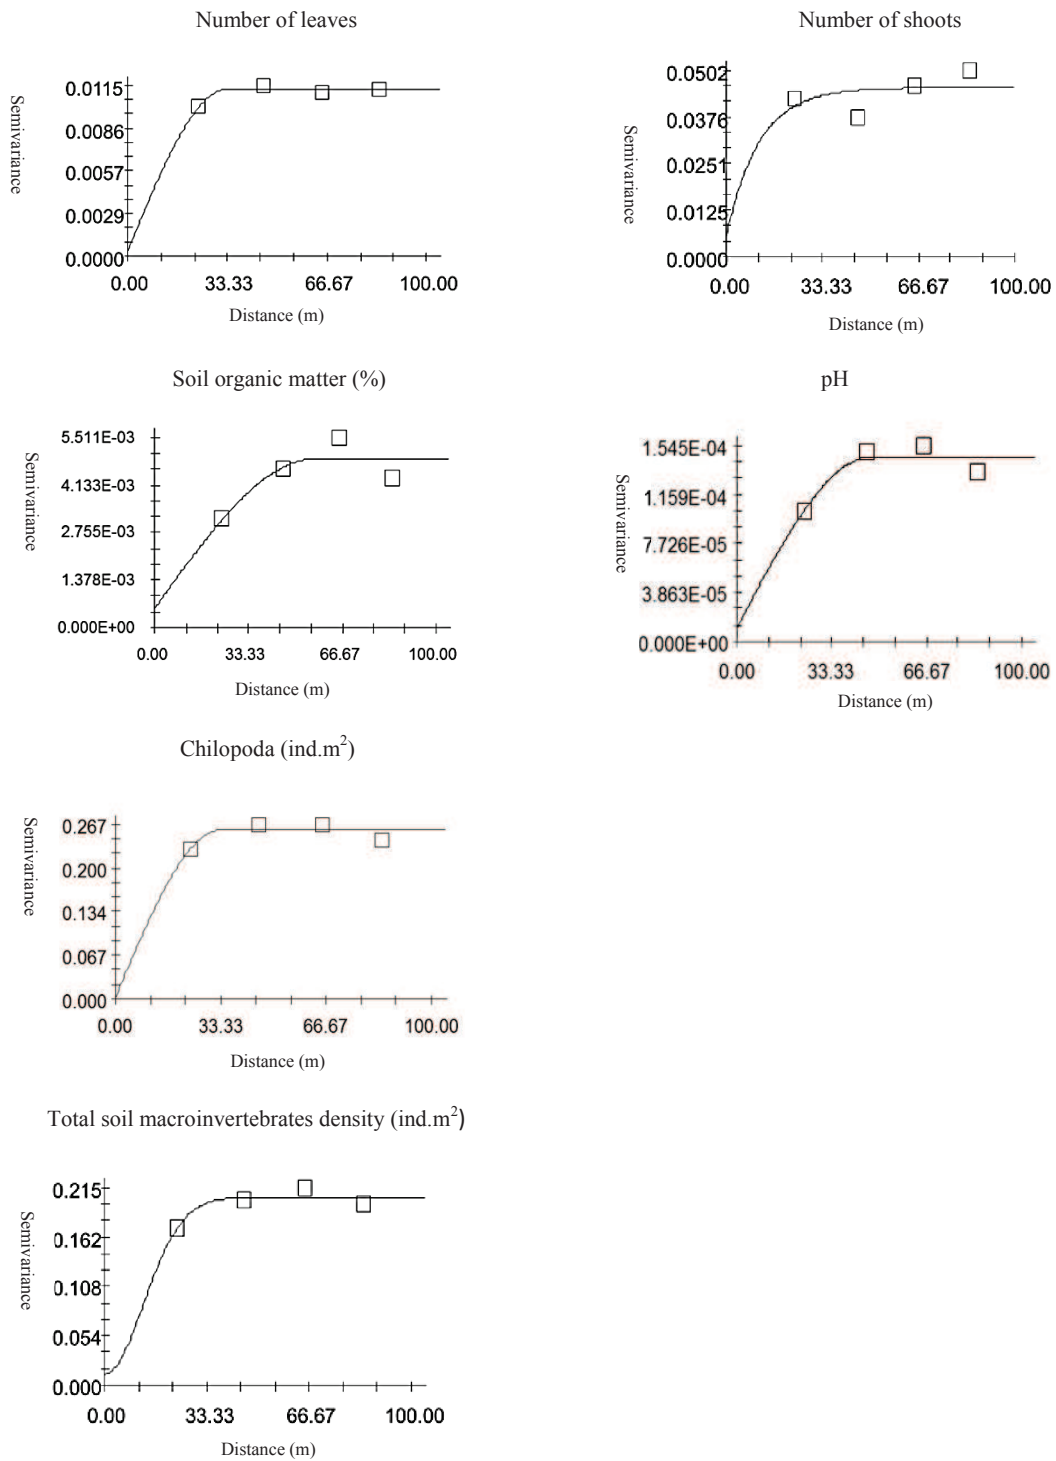 Number of leaves
Semivariance
0.0115
0.0086
0.0057
0.0029
0.0000
0.00 33.33 66.67 100.00
Distance (m)
Number of shoots
Semivariance
0.0502
0.0376
0.0251
0.0125
0.0000
0.00 33.33 66.67 100.00
Distance (m)
Soil organic matter (%)
Semivariance
5.511E-03
4.133E-03
2.755E-03
1.378E-03
0.000E+00
0.00 33.33 66.67 100.00
Distance (m)
pH
Semivariance
1.545E-04
1.159E-04
7.726E-05
3.863E-05
0.000E+00
0.00 33.33 66.67 100.00
Distance (m)
Chilopoda (ind.m²)
Semivariance
0.267
0.200
0.134
0.067
0.000
0.00 33.33 66.67 100.00
Distance (m)
Total soil macroinvertebrates density (ind.m²)
Semivariance
0.215
0.162
0.108
0.054
0.000
0.00 33.33 66.67 100.00
Distance (m)